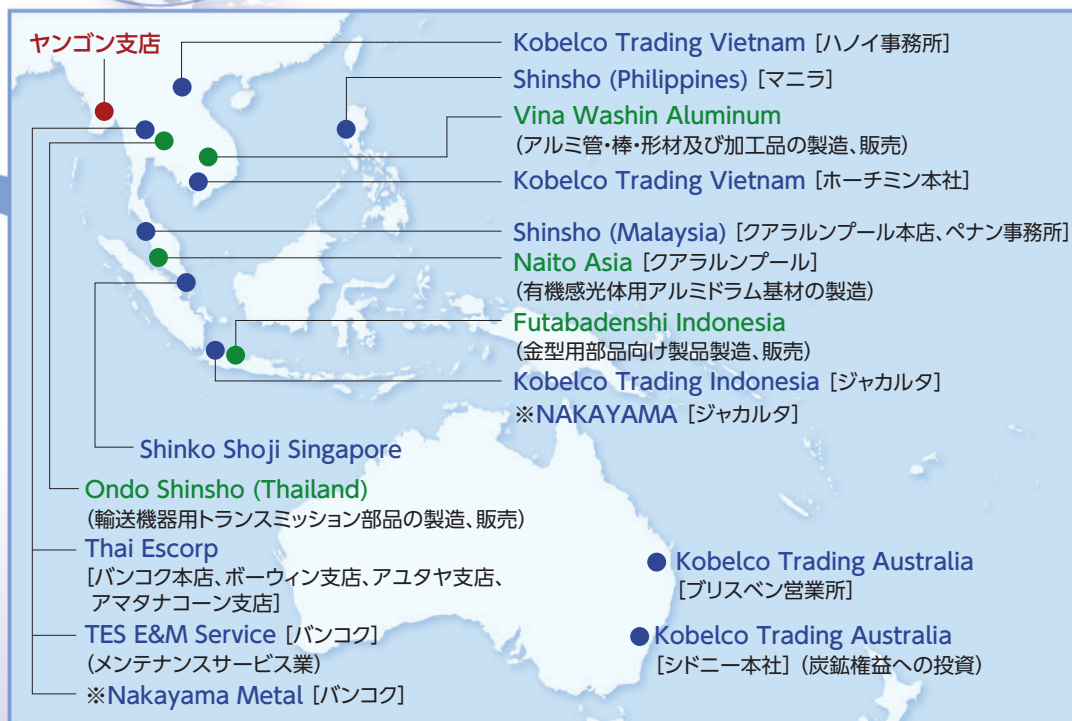 ヤンゴン支店
Kobelco Trading Vietnam [ハノイ事務所]
Shinsho (Philippines) [マニラ]
Vina Washin Aluminum
(アルミ管・棒・形材及び加工品の製造、販売)
Kobelco Trading Vietnam [ホーチミン本社]
Shinsho (Malaysia) [クアラルンプール本店、ペナン事務所]
Naito Asia [クアラルンプール]
(有機感光体用アルミドラム基材の製造)
Futabadenshi Indonesia
(金型用部品向け製品製造、販売)
Kobelco Trading Indonesia [ジャカルタ]
※NAKAYAMA [ジャカルタ]
Shinko Shoji Singapore
Ondo Shinsho (Thailand)
(輸送機器用トランスミッション部品の製造、販売)
Thai Escorp
[バンコク本店、ボーウィン支店、アユタヤ支店、
アマタナコーン支店]
TES E&M Service [バンコク]
(メンテナンスサービス業)
※Nakayama Metal [バンコク]
Kobelco Trading Australia
[ブリスベン営業所]
Kobelco Trading Australia
[シドニー本社] (炭鉱権益への投資)